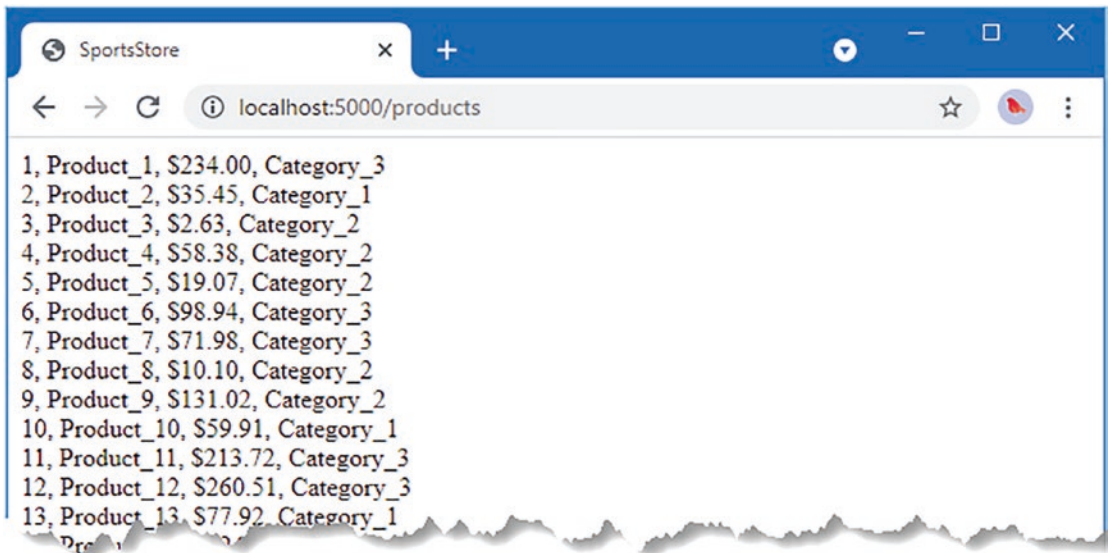 SportsStore
localhost:5000/products
1, Product_1, $234.00, Category_3
2, Product_2, $35.45, Category_1
3, Product_3, $2.63, Category_2
4, Product_4, $58.38, Category_2
5, Product_5, $19.07, Category_2
6, Product_6, $98.94, Category_3
7, Product_7, $71.98, Category_3
8, Product_8, $10.10, Category_2
9, Product_9, $131.02, Category_2
10, Product_10, $59.91, Category_1
11, Product_11, $213.72, Category_3
12, Product_12, $260.51, Category_3
13, Product_13, $77.92, Category_1